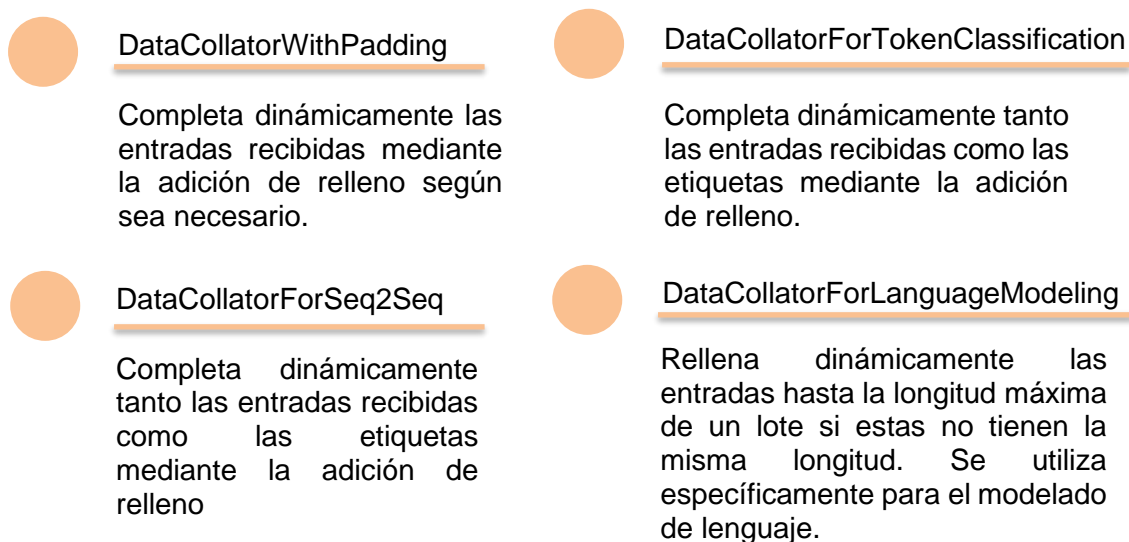 DataCollatorWithPadding
Completa dinámicamente las
entradas recibidas mediante
la adición de relleno según
sea necesario.
DataCollatorForTokenClassification
Completa dinámicamente tanto
las entradas recibidas como las
etiquetas mediante la adición
de relleno.
DataCollatorForSeq2Seq
Completa dinámicamente
tanto las entradas recibidas
como las etiquetas
mediante la adición de
relleno
DataCollatorForLanguageModeling
Rellena dinámicamente las
entradas hasta la longitud máxima
de un lote si estas no tienen la
misma longitud. Se utiliza
específicamente para el modelado
de lenguaje.